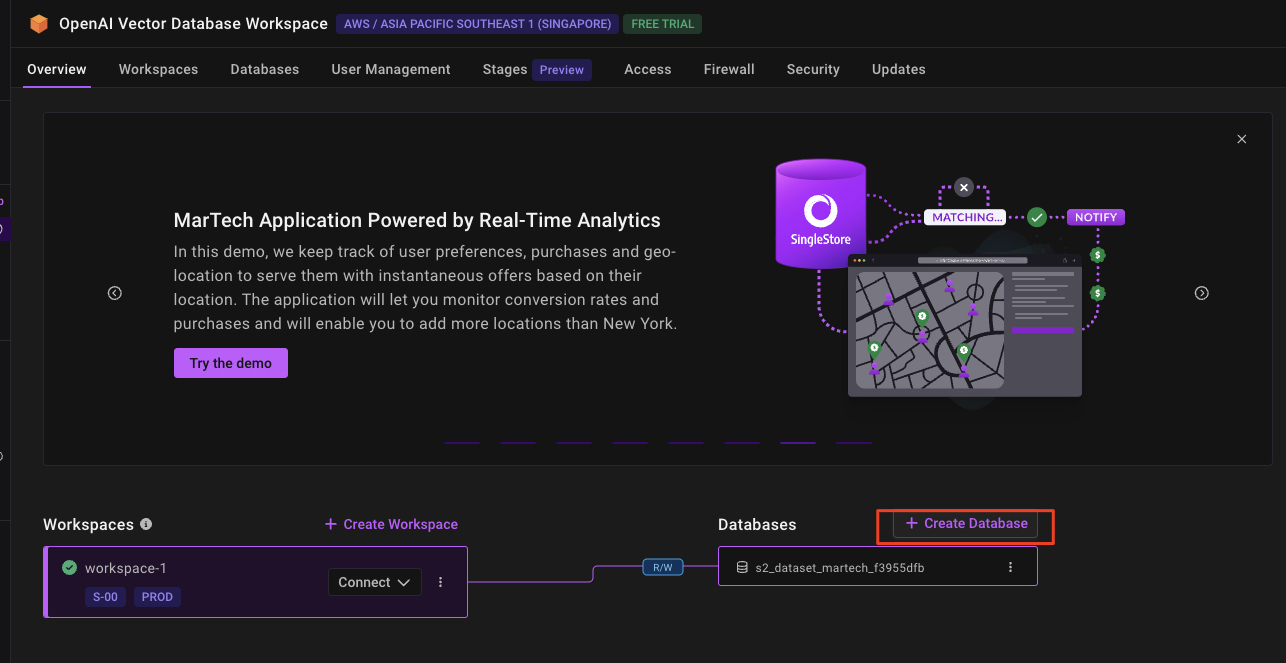 OpenAI Vector Database Workspace AWS / ASIA PACIFIC SOUTHEAST 1 (SINGAPORE) FREE TRIAL
Overview Workspaces Databases User Management Stages Preview Access Firewall Security Updates
MarTech Application Powered by Real-Time Analytics
In this demo, we keep track of user preferences, purchases and geo-
location to serve them with instantaneous offers based on their
location. The application will let you monitor conversion rates and
purchases and will enable you to add more locations than New York.
Try the demo
SingleStore
MATCHING...
NOTIFY
$
$
Workspaces
+ Create Workspace
Databases
+ Create Database
workspace-1
S-00 PROD
Connect
R/W
s2_dataset_martech_f3955dfb